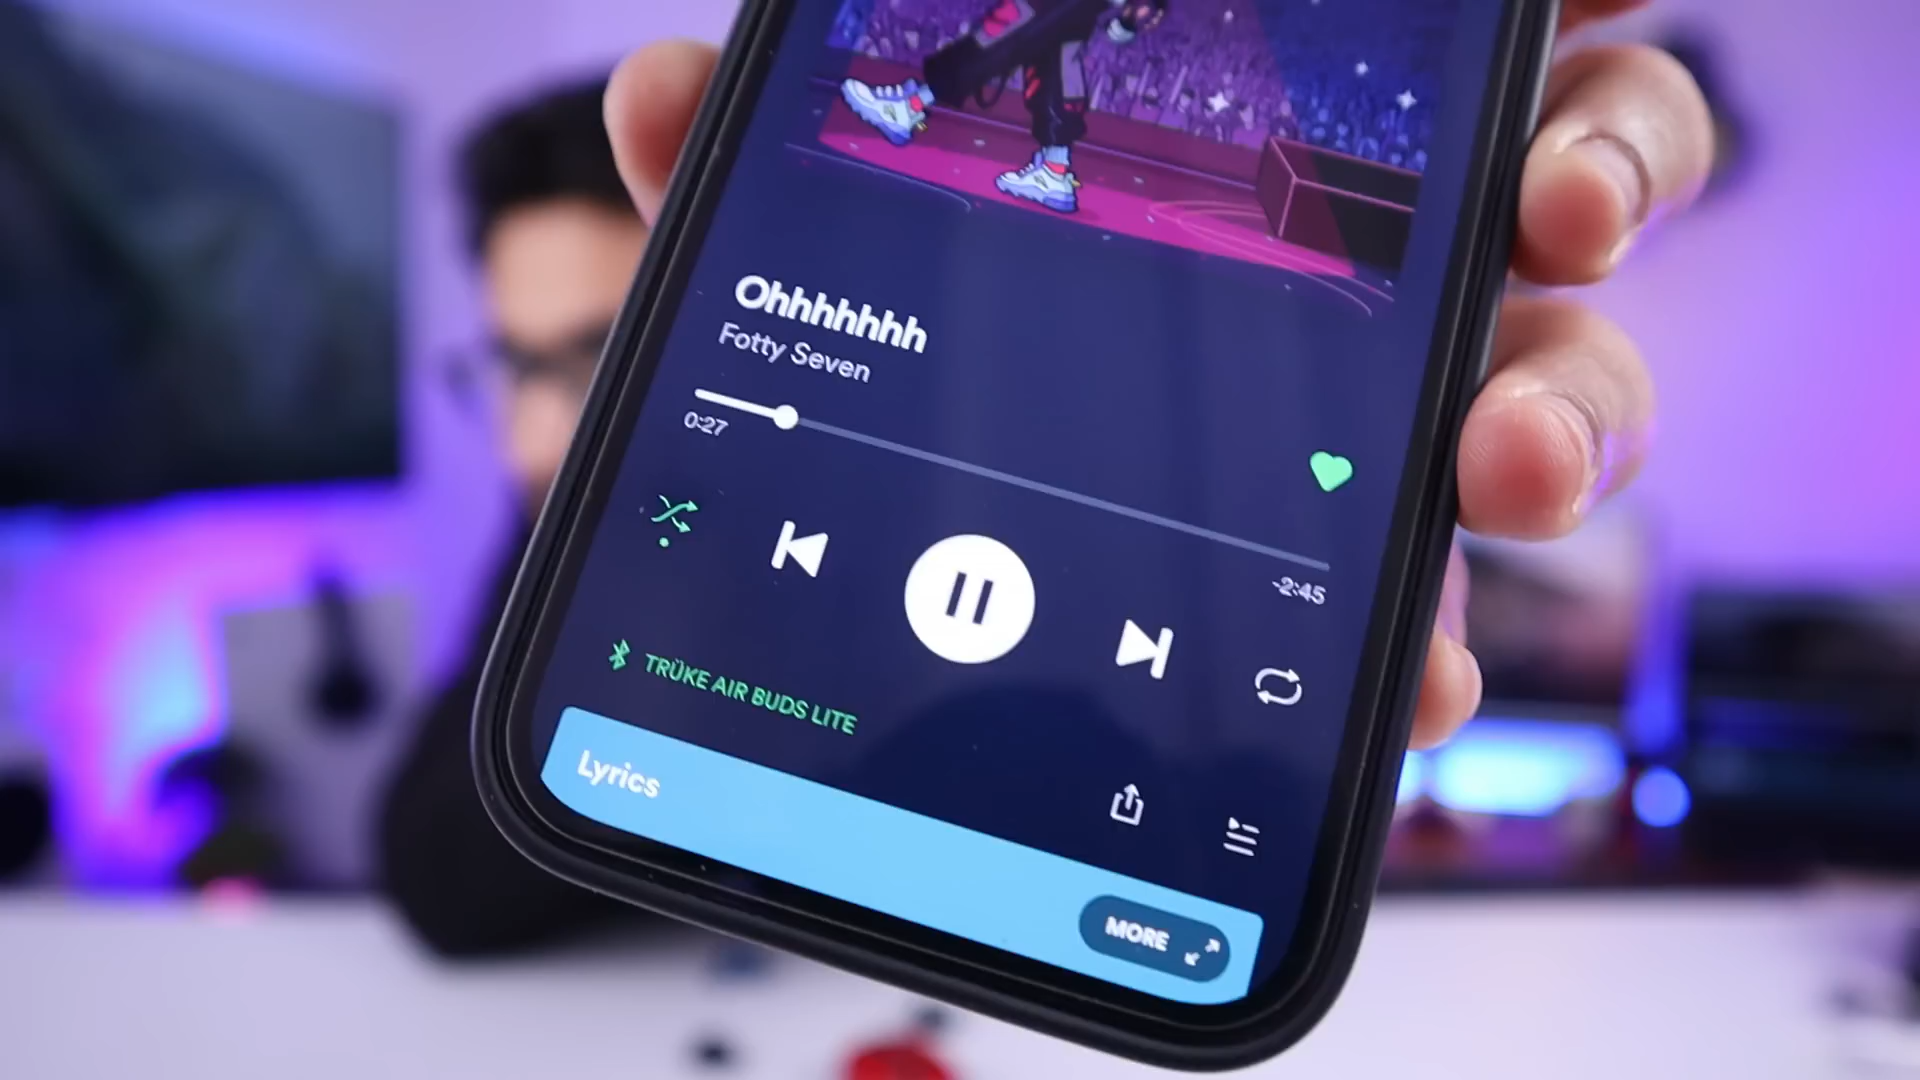 Ohhhhhhh
Fotty Seven
0:27
-2:45
TRÜKE AIR BUDS LITE
Lyrics
MORE